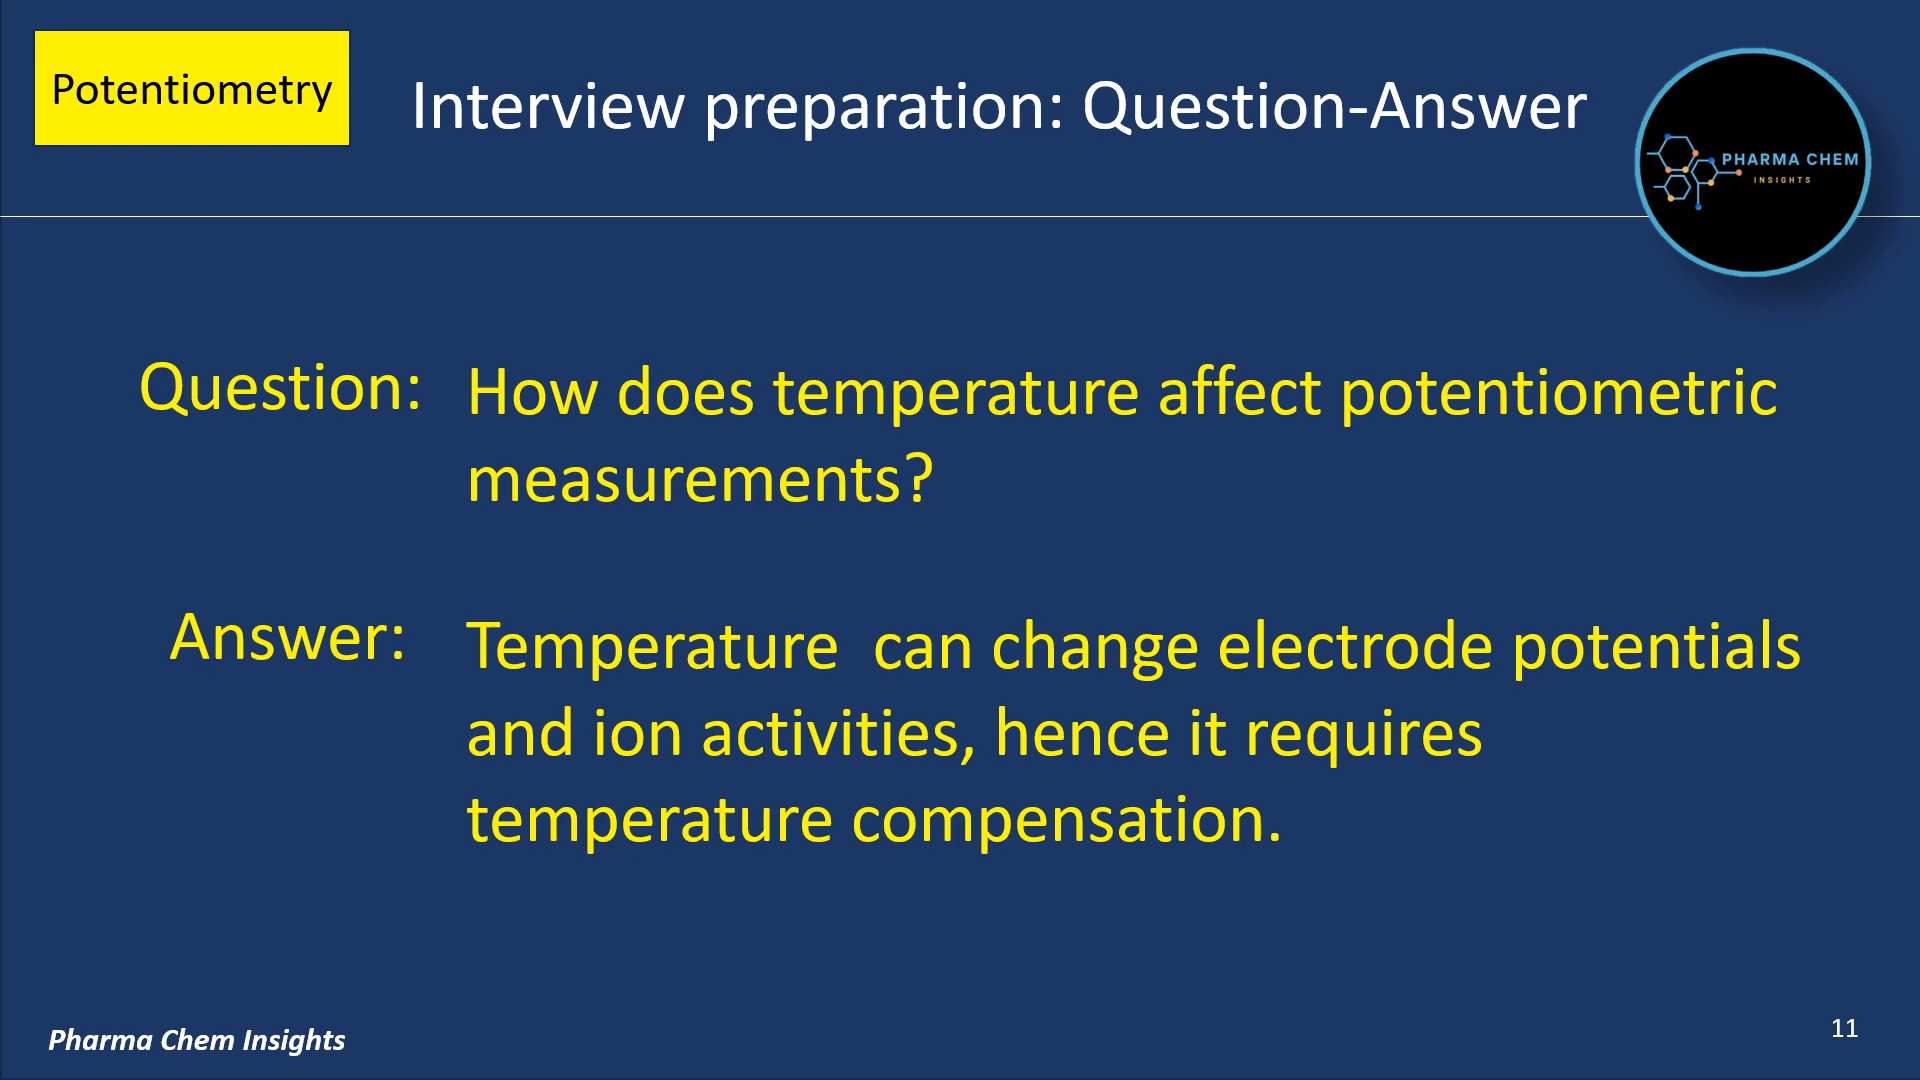 Potentiometry
Interview preparation: Question-Answer
PHARMA CHEM
INSIGHTS
Question: How does temperature affect potentiometric
measurements?
Answer: Temperature  can change electrode potentials
and ion activities, hence it requires
temperature compensation.
Pharma Chem Insights
11